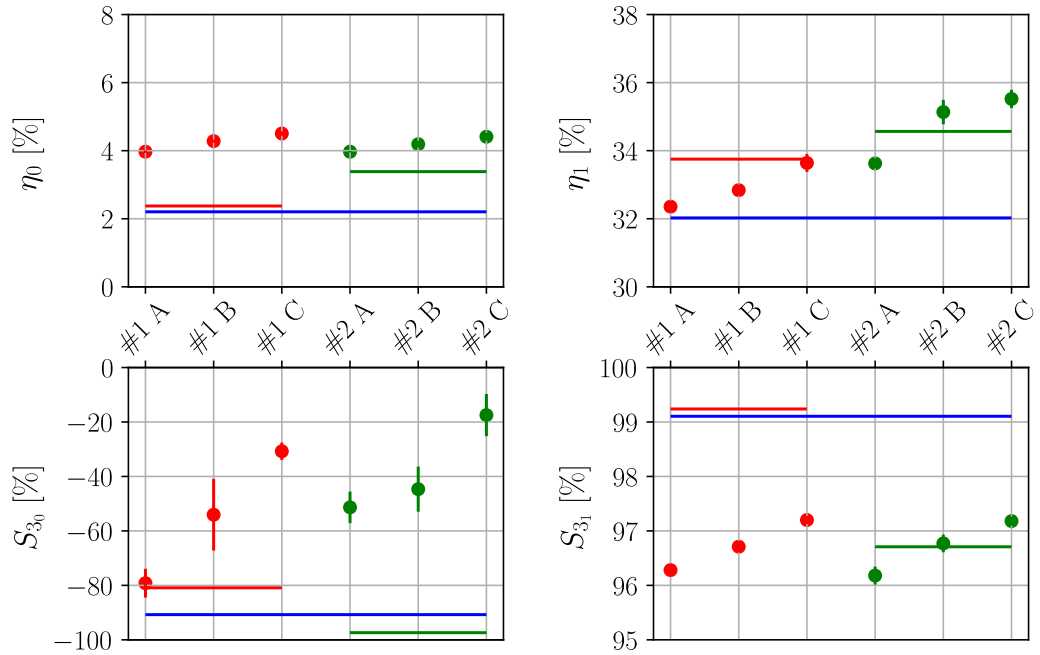 8
6
4
2
0
η₀ [%]
38
36
34
32
30
η₁ [%]
#1 A
#1 B
#1 C
#2 A
#2 B
#2 C
#1 A
#1 B
#1 C
#2 A
#2 B
#2 C
0
−20
−40
−60
−80
−100
S₃₀ [%]
100
99
98
97
96
95
S₃₁ [%]